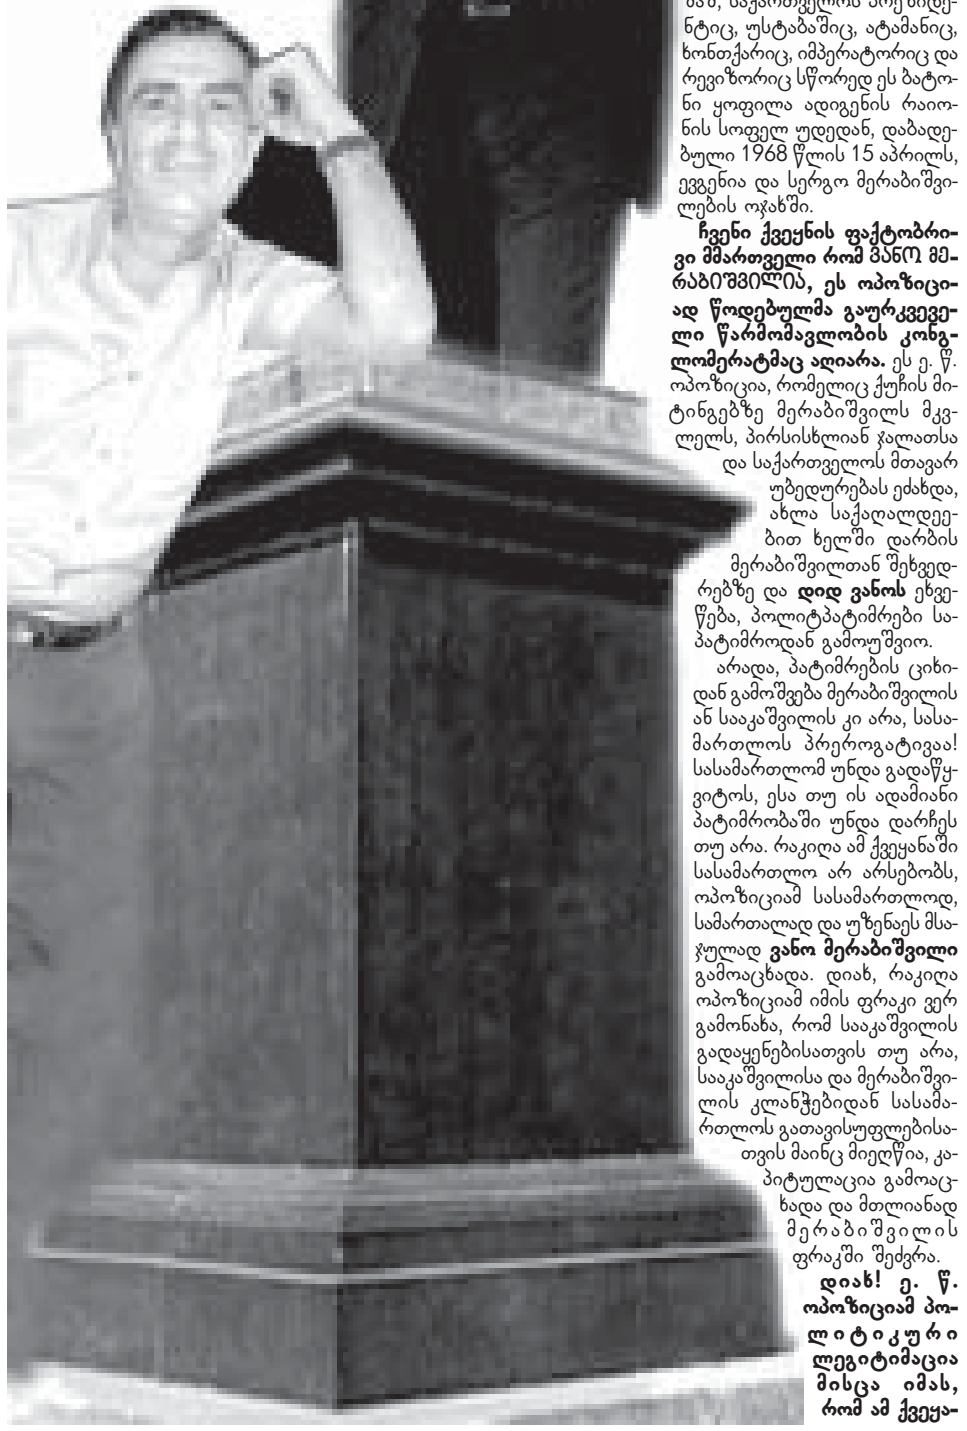 მაშ, საქართველოს პრეზიდე-
ნტიც, უსტაბაშიც, ატამანიც,
ხონთქარიც, იმპერატორიც და
რევიზორიც სწორედ ეს ბატო-
ნი ყოფილა ადიგენის რაიო-
ნის სოფელ უდედან, დაბადე-
ბული 1968 წლის 15 აპრილს,
ევგენია და სერგო მერაბიშვი-
ლების ოჯახში.
ჩვენი ქვეყნის ფაქტობრი-
ვი მმართველი რომ ვანო მე-
რაბიშვილია, ეს ოპოზიცი-
ად წოდებულმა გაურკვევე-
ლი წარმომავლობის კონგ-
ლომერატმაც აღიარა. ეს ე. წ.
ოპოზიცია, რომელიც ქუჩის მი-
ტინგებზე მერაბიშვილს მკვ-
ლელს, პირსისხლიან ჯალათსა
და საქართველოს მთავარ
უბედურებას ეძახდა,
ახლა საქაღალდეე-
ბით ხელში დარბის
მერაბიშვილთან შეხვედ-
რებზე და დიდ ვანოს ეხვე-
წება, პოლიტპატიმრები სა-
პატიმროდან გამოუშვიო.
არადა, პატიმრების ციხი-
დან გამოშვება მერაბიშვილის
ან სააკაშვილის კი არა, სასა-
მართლოს პრეროგატივაა!
სასამართლომ უნდა გადაწყ-
ვიტოს, ესა თუ ის ადამიანი
პატიმრობაში უნდა დარჩეს
თუ არა. რაკიღა ამ ქვეყანაში
სასამართლო არ არსებობს,
ოპოზიციამ სასამართლოდ,
სამართალად და უზენაეს მსა-
ჯულად ვანო მერაბიშვილი
გამოაცხადა. დიახ, რაკიღა
ოპოზიციამ იმის ფრაკი ვერ
გამონახა, რომ სააკაშვილის
გადაყენებისათვის თუ არა,
სააკაშვილისა და მერაბიშვი-
ლის კლანჭებიდან სასამა-
რთლოს გათავისუფლებისა-
თვის მაინც მიეღწია, კა-
პიტულაცია გამოაც-
ხადა და მთლიანად
მერაბიშვილის
ფრაკში შეძვრა.
დიახ! ე. წ.
ოპოზიციამ პო-
ლიტიკური
ლეგიტიმაცია
მისცა იმას,
რომ ამ ქვეყა-